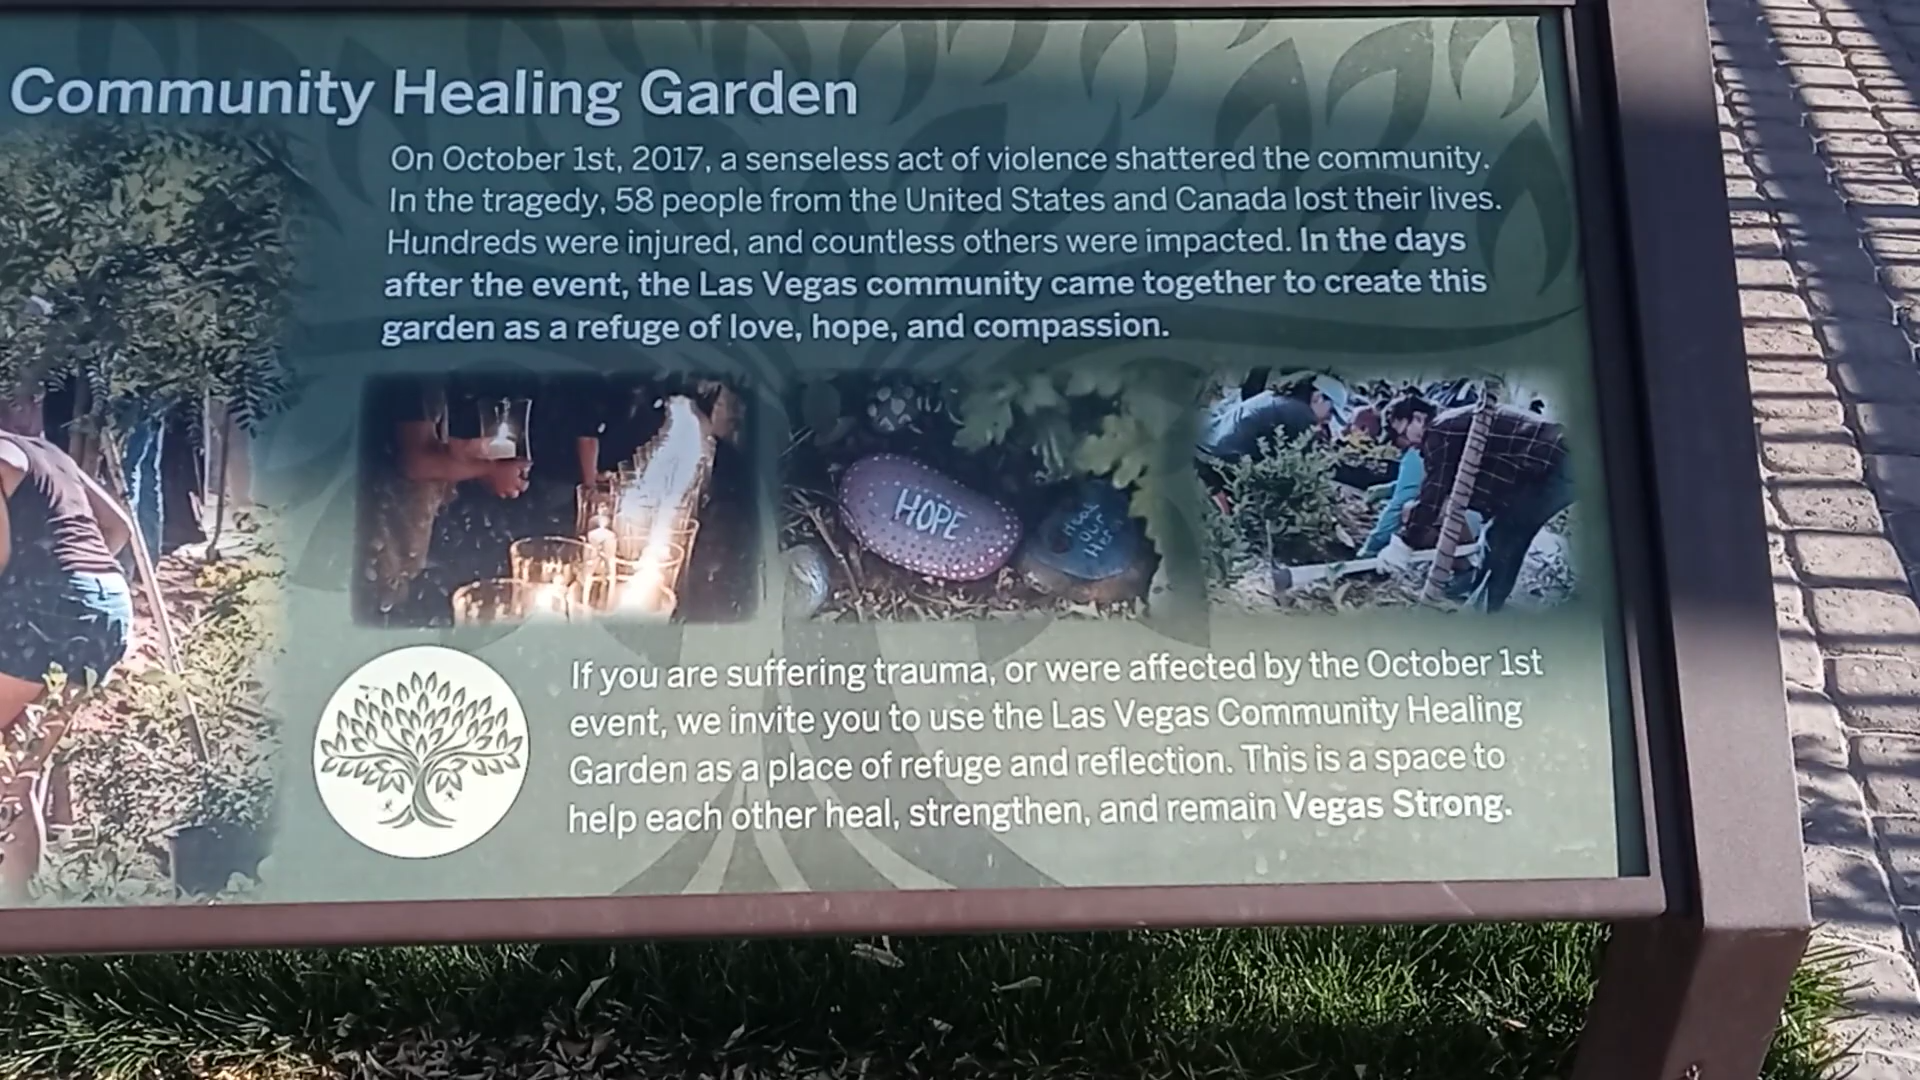 Community Healing Garden
On October 1st, 2017, a senseless act of violence shattered the community.
In the tragedy, 58 people from the United States and Canada lost their lives.
Hundreds were injured, and countless others were impacted. In the days
after the event, the Las Vegas community came together to create this
garden as a refuge of love, hope, and compassion.
HOPE
If you are suffering trauma, or were affected by the October 1st
event, we invite you to use the Las Vegas Community Healing
Garden as a place of refuge and reflection. This is a space to
help each other heal, strengthen, and remain Vegas Strong.